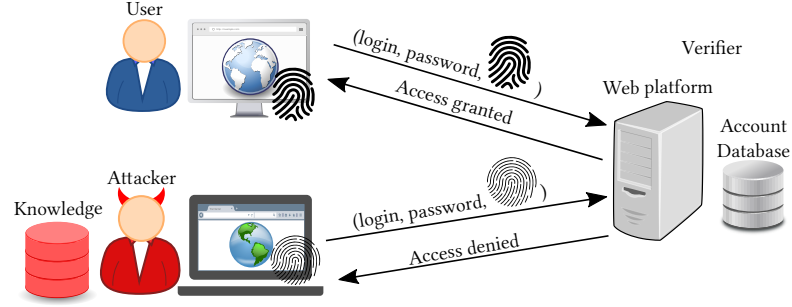 User
(login, password, )
Access granted
Verifier
Web platform
Account
Database
Attacker
Knowledge
(login, password, )
Access denied